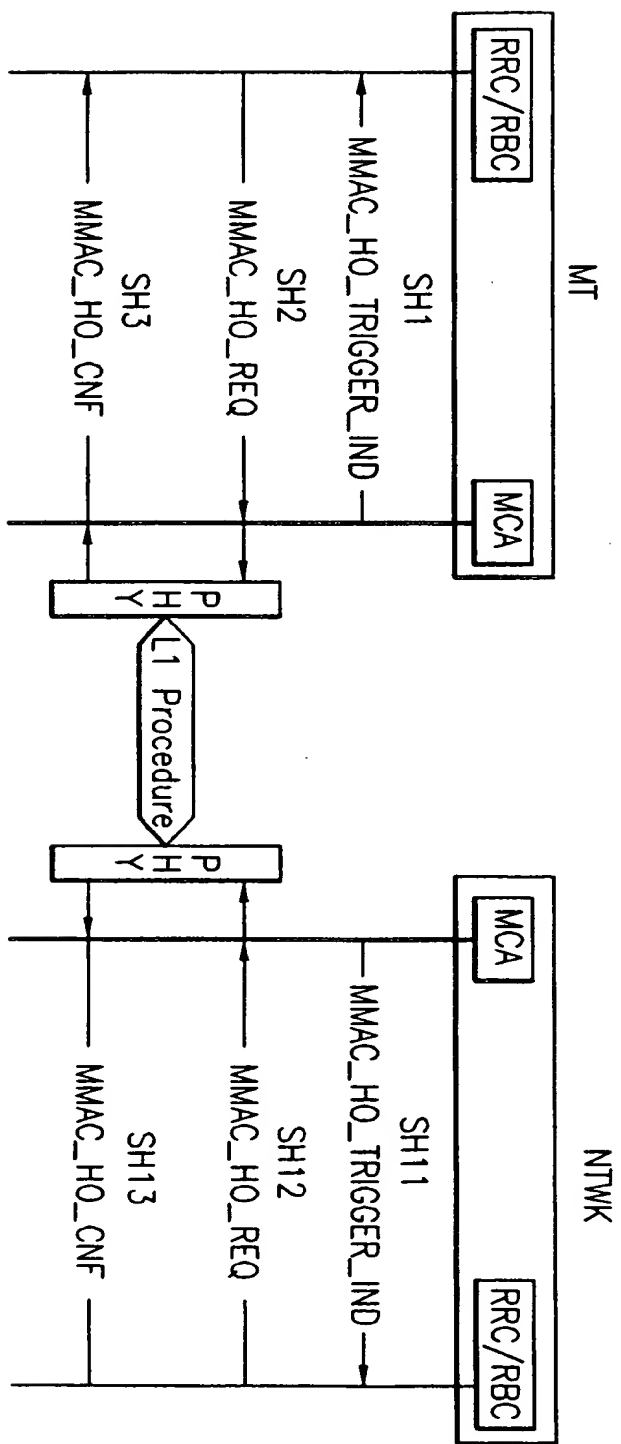 MT
NTWK
RRC/RBC
MCA
MCA
RRC/RBC
SH1
MMAC_HO_TRIGGER_IND
SH11
MMAC_HO_TRIGGER_IND
SH2
MMAC_HO_REQ
SH12
MMAC_HO_REQ
PHY
L1 Procedure
PHY
SH3
MMAC_HO_CNF
SH13
MMAC_HO_CNF